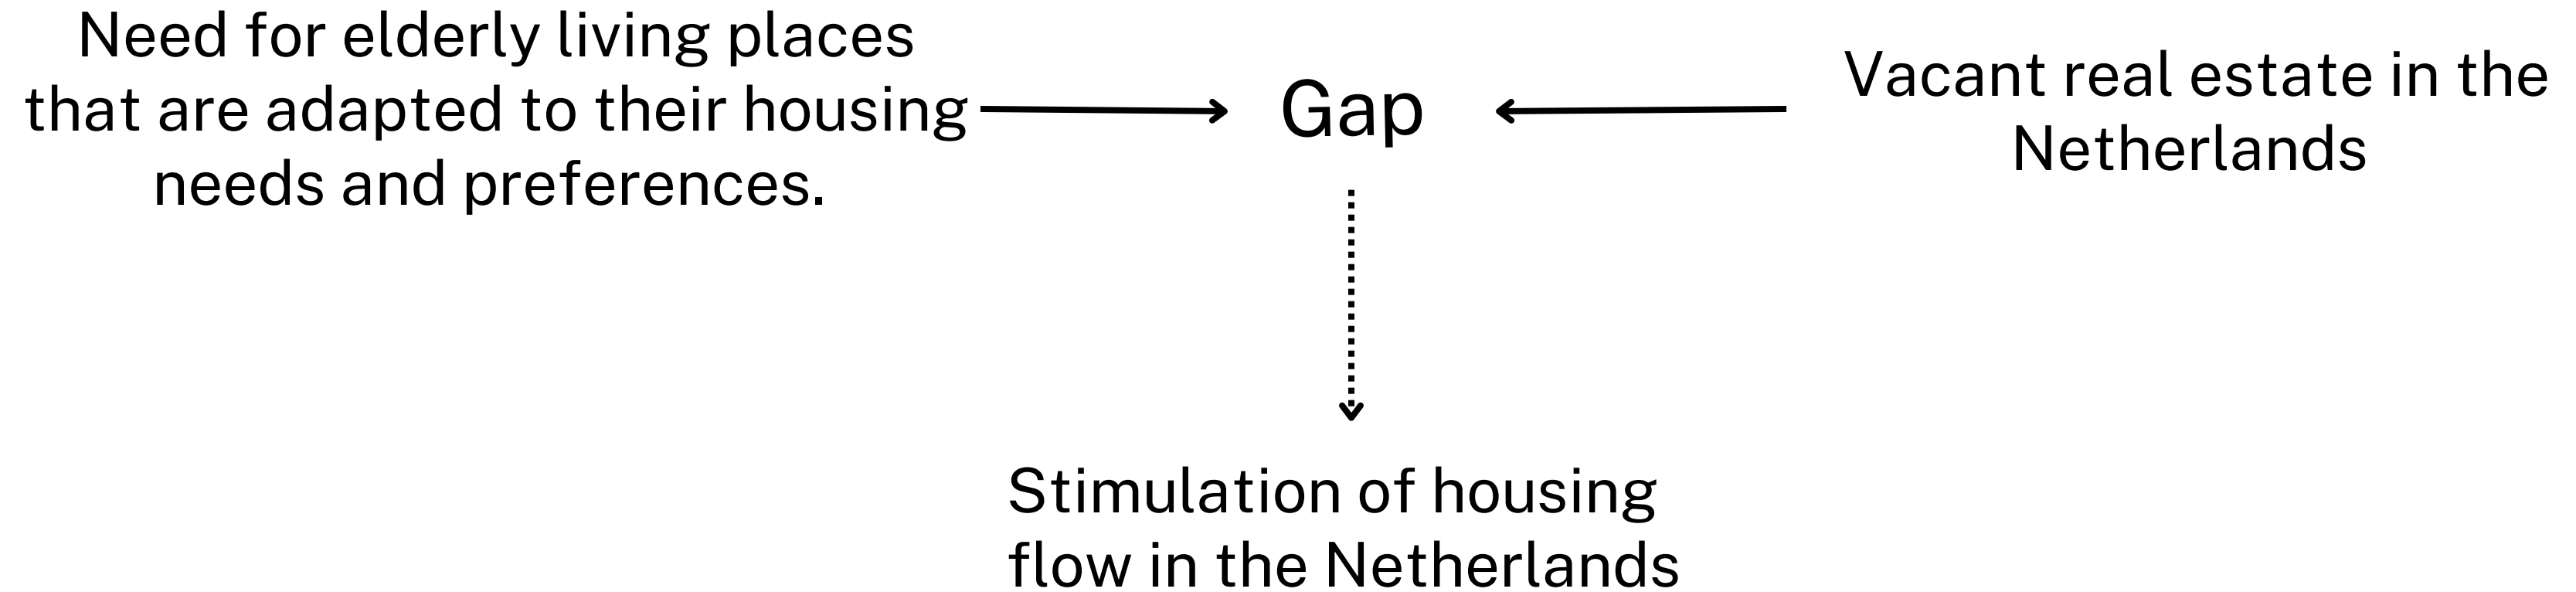 Need for elderly living places
that are adapted to their housing
needs and preferences.
Gap
Vacant real estate in the
Netherlands
Stimulation of housing
flow in the Netherlands